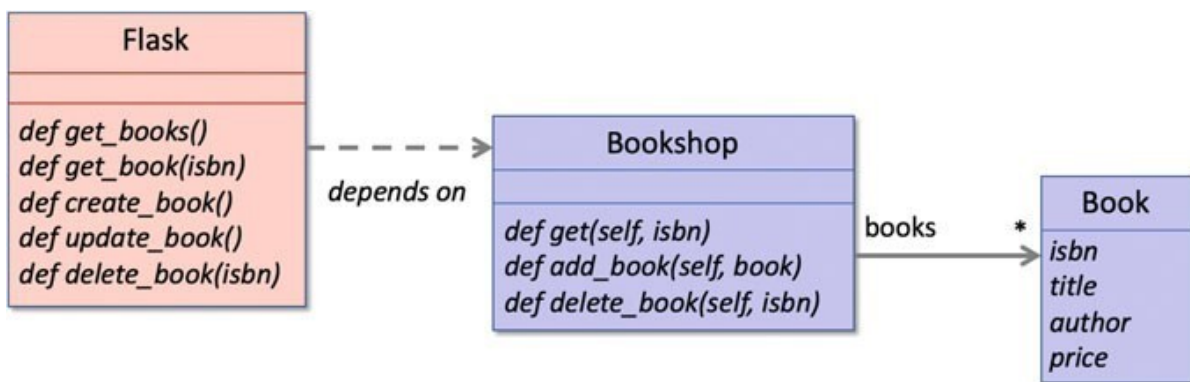 Flask
def get_books()
def get_book(isbn)
def create_book()
def update_book()
def delete_book(isbn)
depends on
Bookshop
def get(self, isbn)
def add_book(self, book)
def delete_book(self, isbn)
books
*
Book
isbn
title
author
price